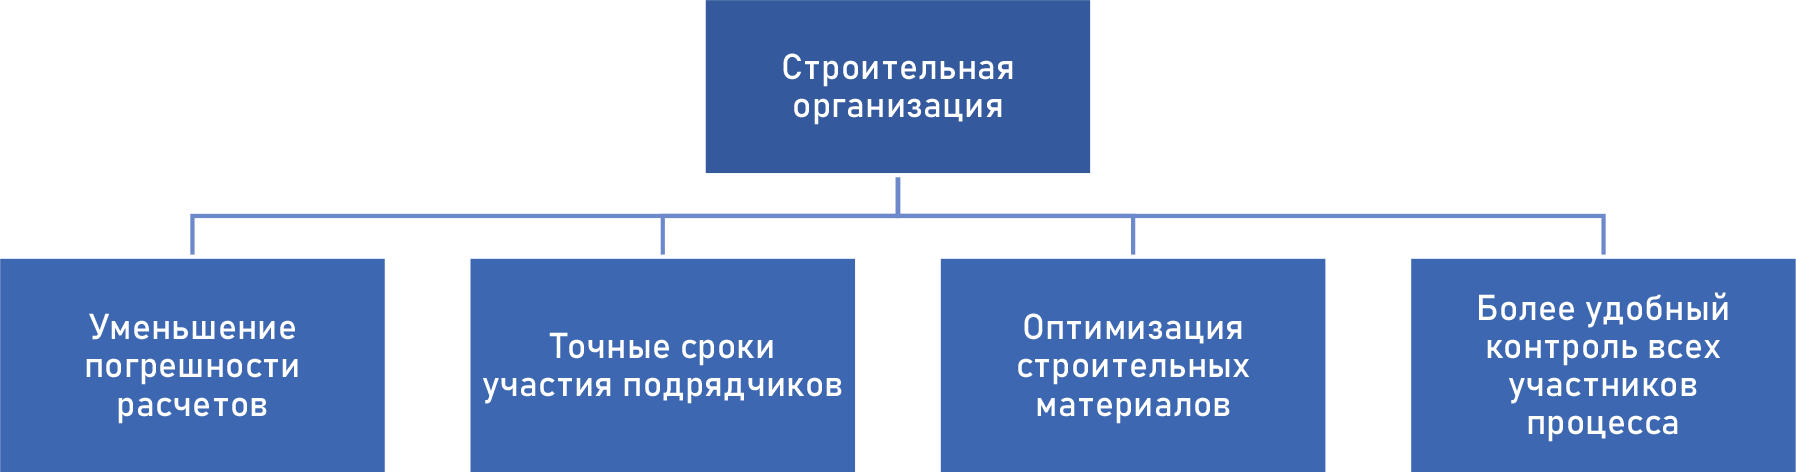 Строительная
организация
Уменьшение
погрешности
расчетов
Точные сроки
участия подрядчиков
Оптимизация
строительных
материалов
Более удобный
контроль всех
участников
процесса